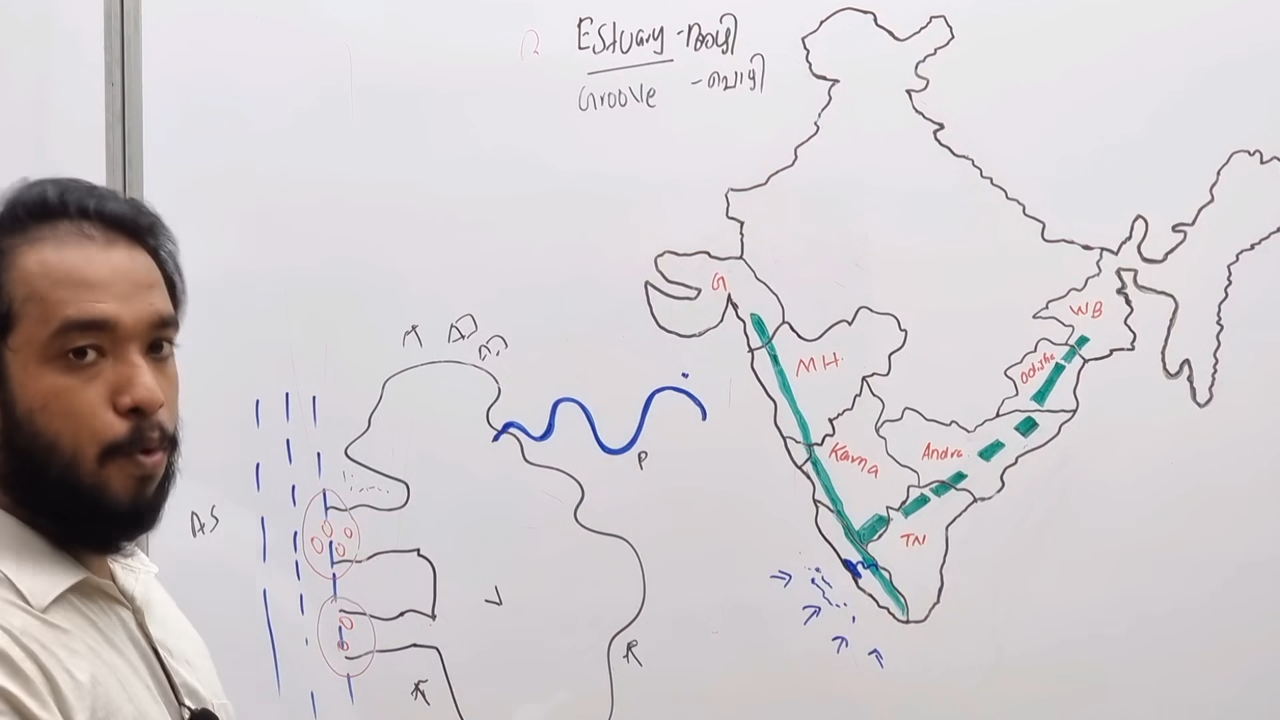 Estuary - അഴി
Groove - പൊഴി
G
WB
MH.
Odisha
Karna
Andra
TN
P
AS
V
K